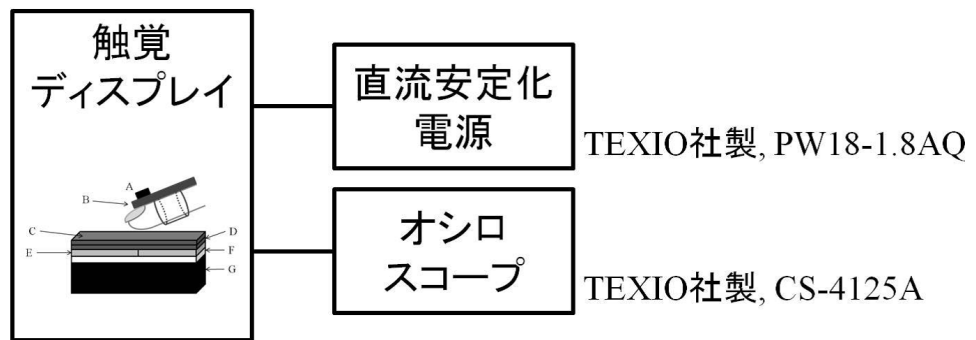 触覚
ディスプレイ
A
B
C
D
E
F
G
直流安定化
電源
TEXIO社製, PW18-1.8AQ
オシロ
スコープ
TEXIO社製, CS-4125A